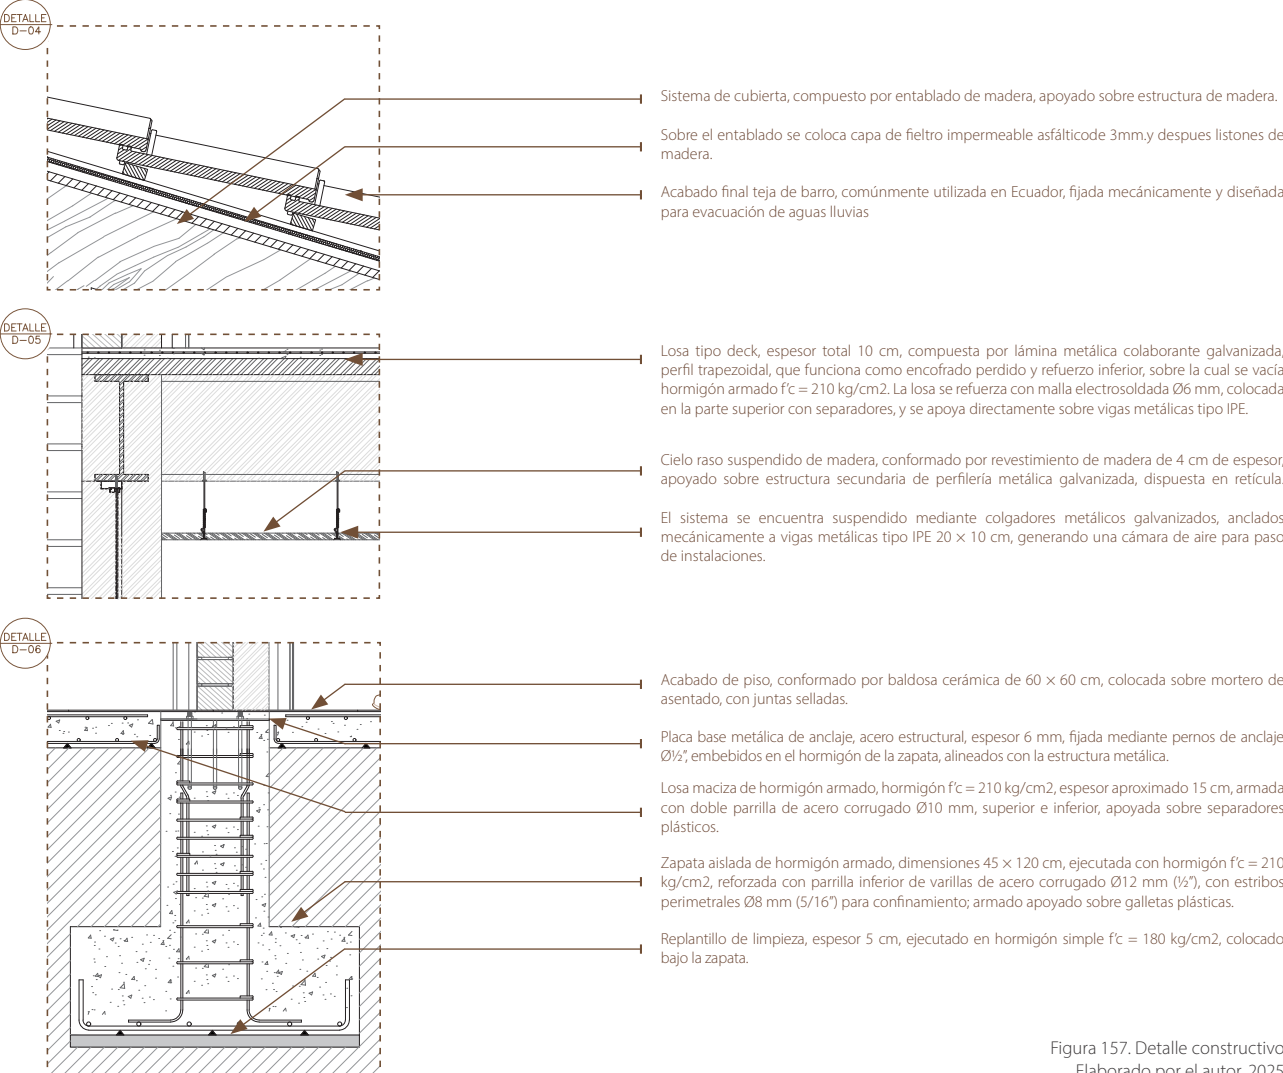 DETALLE
D-04
Sistema de cubierta, compuesto por entablado de madera, apoyado sobre estructura de madera.
Sobre el entablado se coloca capa de fieltro impermeable asfálticode 3mm.y despues listones de
madera.
Acabado final teja de barro, comúnmente utilizada en Ecuador, fijada mecánicamente y diseñada
para evacuación de aguas lluvias
DETALLE
D-05
Losa tipo deck, espesor total 10 cm, compuesta por lámina metálica colaborante galvanizada,
perfil trapezoidal, que funciona como encofrado perdido y refuerzo inferior, sobre la cual se vacía
hormigón armado f'c = 210 kg/cm2. La losa se refuerza con malla electrosoldada Ø6 mm, colocada
en la parte superior con separadores, y se apoya directamente sobre vigas metálicas tipo IPE.
Cielo raso suspendido de madera, conformado por revestimiento de madera de 4 cm de espesor,
apoyado sobre estructura secundaria de perfilería metálica galvanizada, dispuesta en retícula.
El sistema se encuentra suspendido mediante colgadores metálicos galvanizados, anclados
mecánicamente a vigas metálicas tipo IPE 20 × 10 cm, generando una cámara de aire para paso
de instalaciones.
DETALLE
D-06
Acabado de piso, conformado por baldosa cerámica de 60 × 60 cm, colocada sobre mortero de
asentado, con juntas selladas.
Placa base metálica de anclaje, acero estructural, espesor 6 mm, fijada mediante pernos de anclaje
Ø½”, embebidos en el hormigón de la zapata, alineados con la estructura metálica.
Losa maciza de hormigón armado, hormigón f'c = 210 kg/cm2, espesor aproximado 15 cm, armada
con doble parrilla de acero corrugado Ø10 mm, superior e inferior, apoyada sobre separadores
plásticos.
Zapata aislada de hormigón armado, dimensiones 45 × 120 cm, ejecutada con hormigón f'c = 210
kg/cm2, reforzada con parrilla inferior de varillas de acero corrugado Ø12 mm (½”), con estribos
perimetrales Ø8 mm (5/16”) para confinamiento; armado apoyado sobre galletas plásticas.
Replantillo de limpieza, espesor 5 cm, ejecutado en hormigón simple f'c = 180 kg/cm2, colocado
bajo la zapata.
Figura 157. Detalle constructivo
Elaborado por el autor, 2025